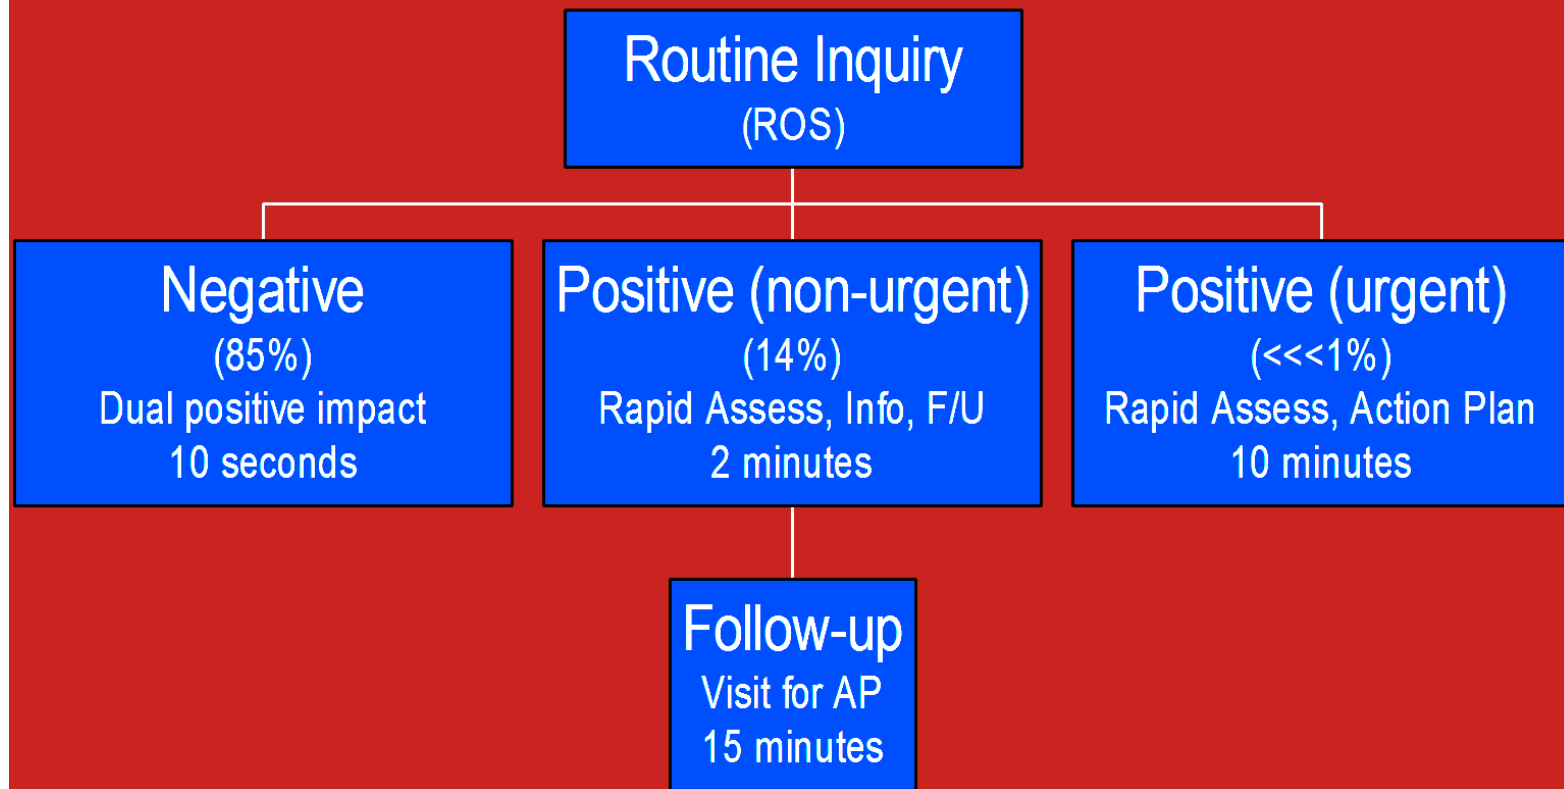 Routine Inquiry
(ROS)
Negative
(85%)
Dual positive impact
10 seconds
Positive (non-urgent)
(14%)
Rapid Assess, Info, F/U
2 minutes
Positive (urgent)
(<<<1%)
Rapid Assess, Action Plan
10 minutes
Follow-up
Visit for AP
15 minutes